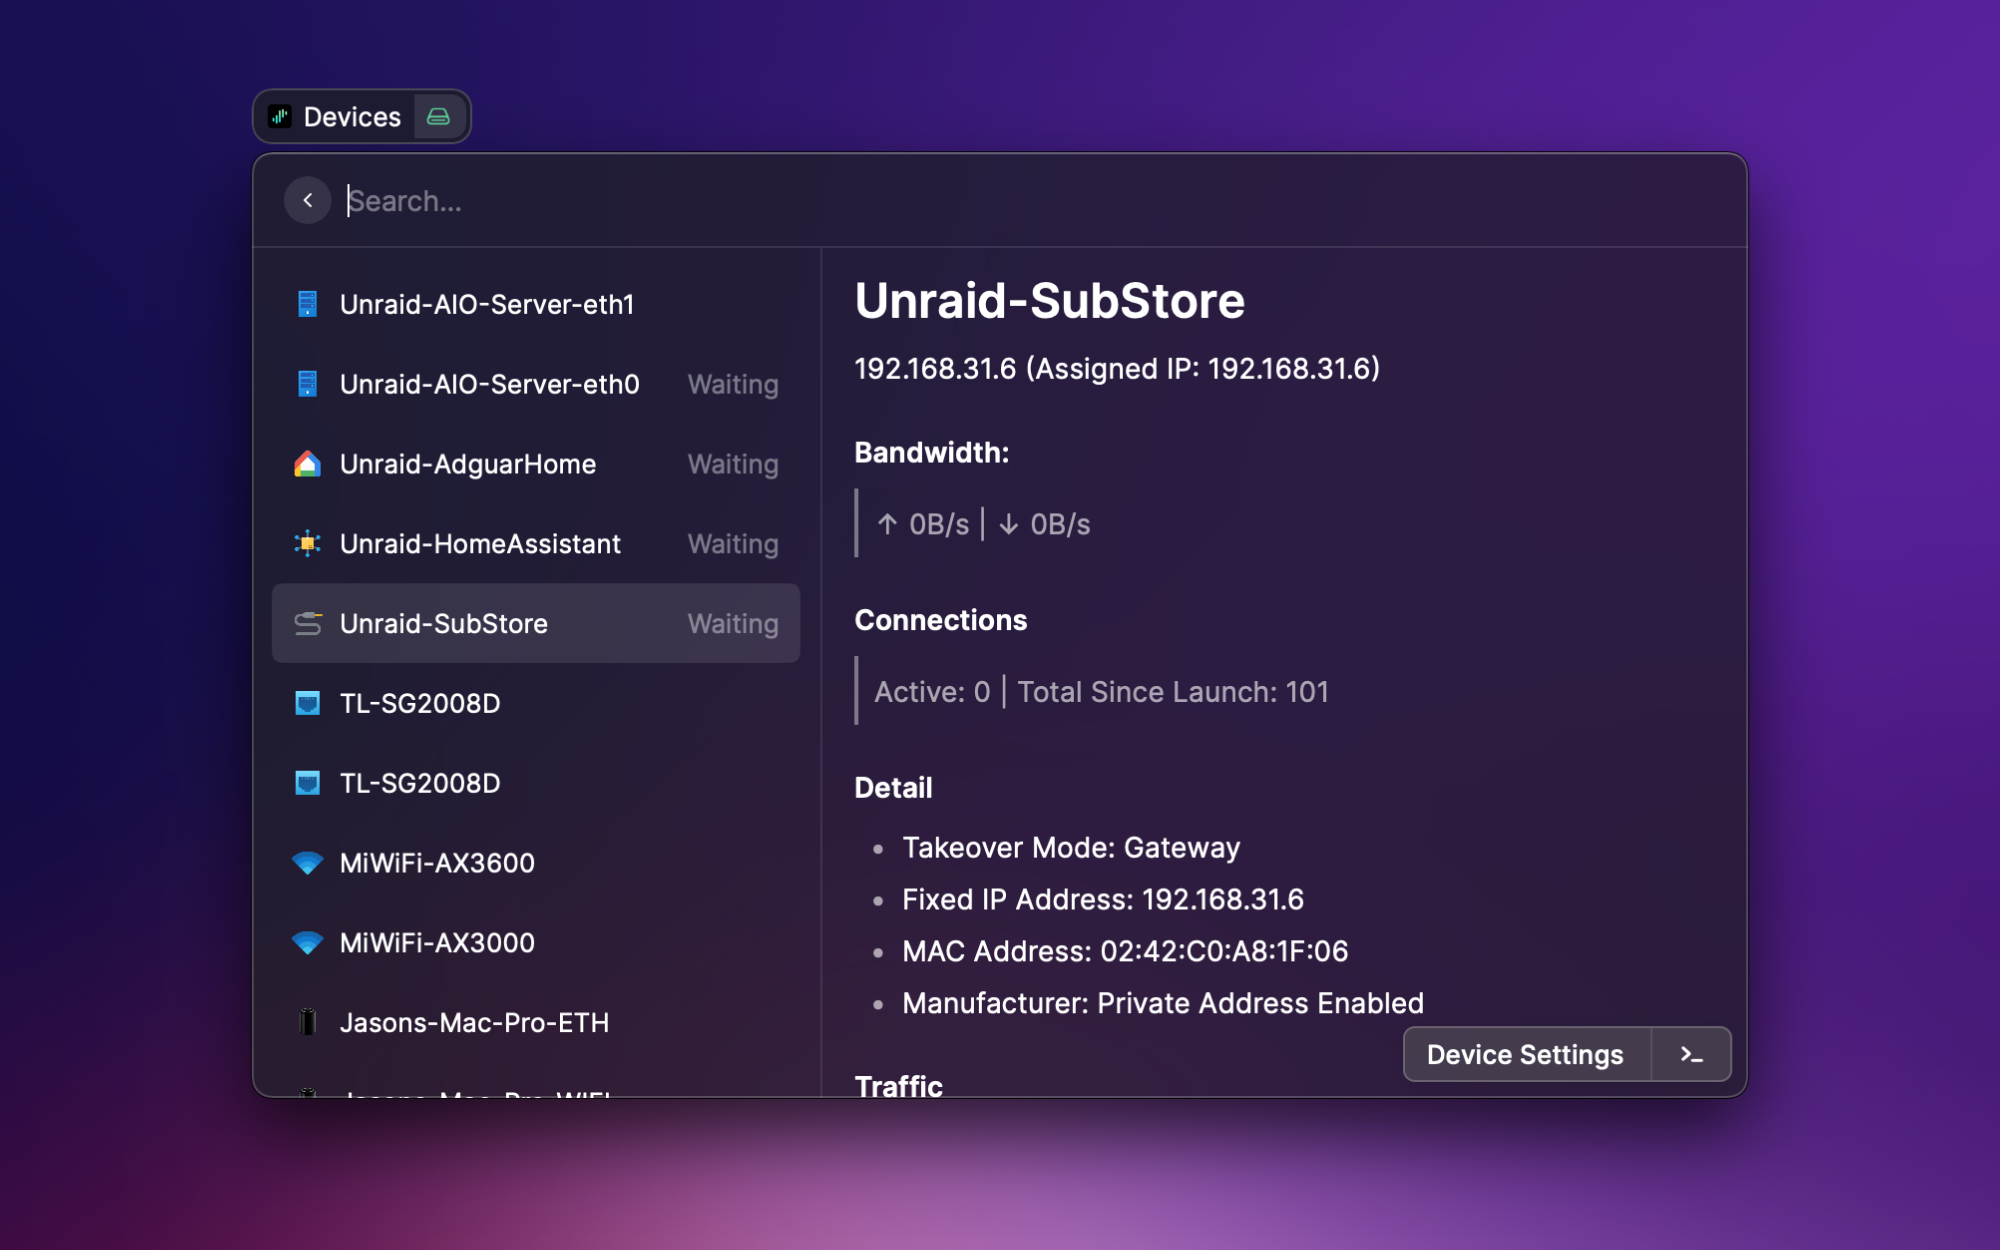 Devices
Search...
Unraid-AIO-Server-eth1
Unraid-AIO-Server-eth0 Waiting
Unraid-AdguarHome Waiting
Unraid-HomeAssistant Waiting
Unraid-SubStore Waiting
TL-SG2008D
TL-SG2008D
MiWiFi-AX3600
MiWiFi-AX3000
Jasons-Mac-Pro-ETH
Jasons-Mac-Pro-WIFI
Unraid-SubStore
192.168.31.6 (Assigned IP: 192.168.31.6)
Bandwidth:
↑ 0B/s | ↓ 0B/s
Connections
Active: 0 | Total Since Launch: 101
Detail
• Takeover Mode: Gateway
• Fixed IP Address: 192.168.31.6
• MAC Address: 02:42:C0:A8:1F:06
• Manufacturer: Private Address Enabled
Traffic
Device Settings >_